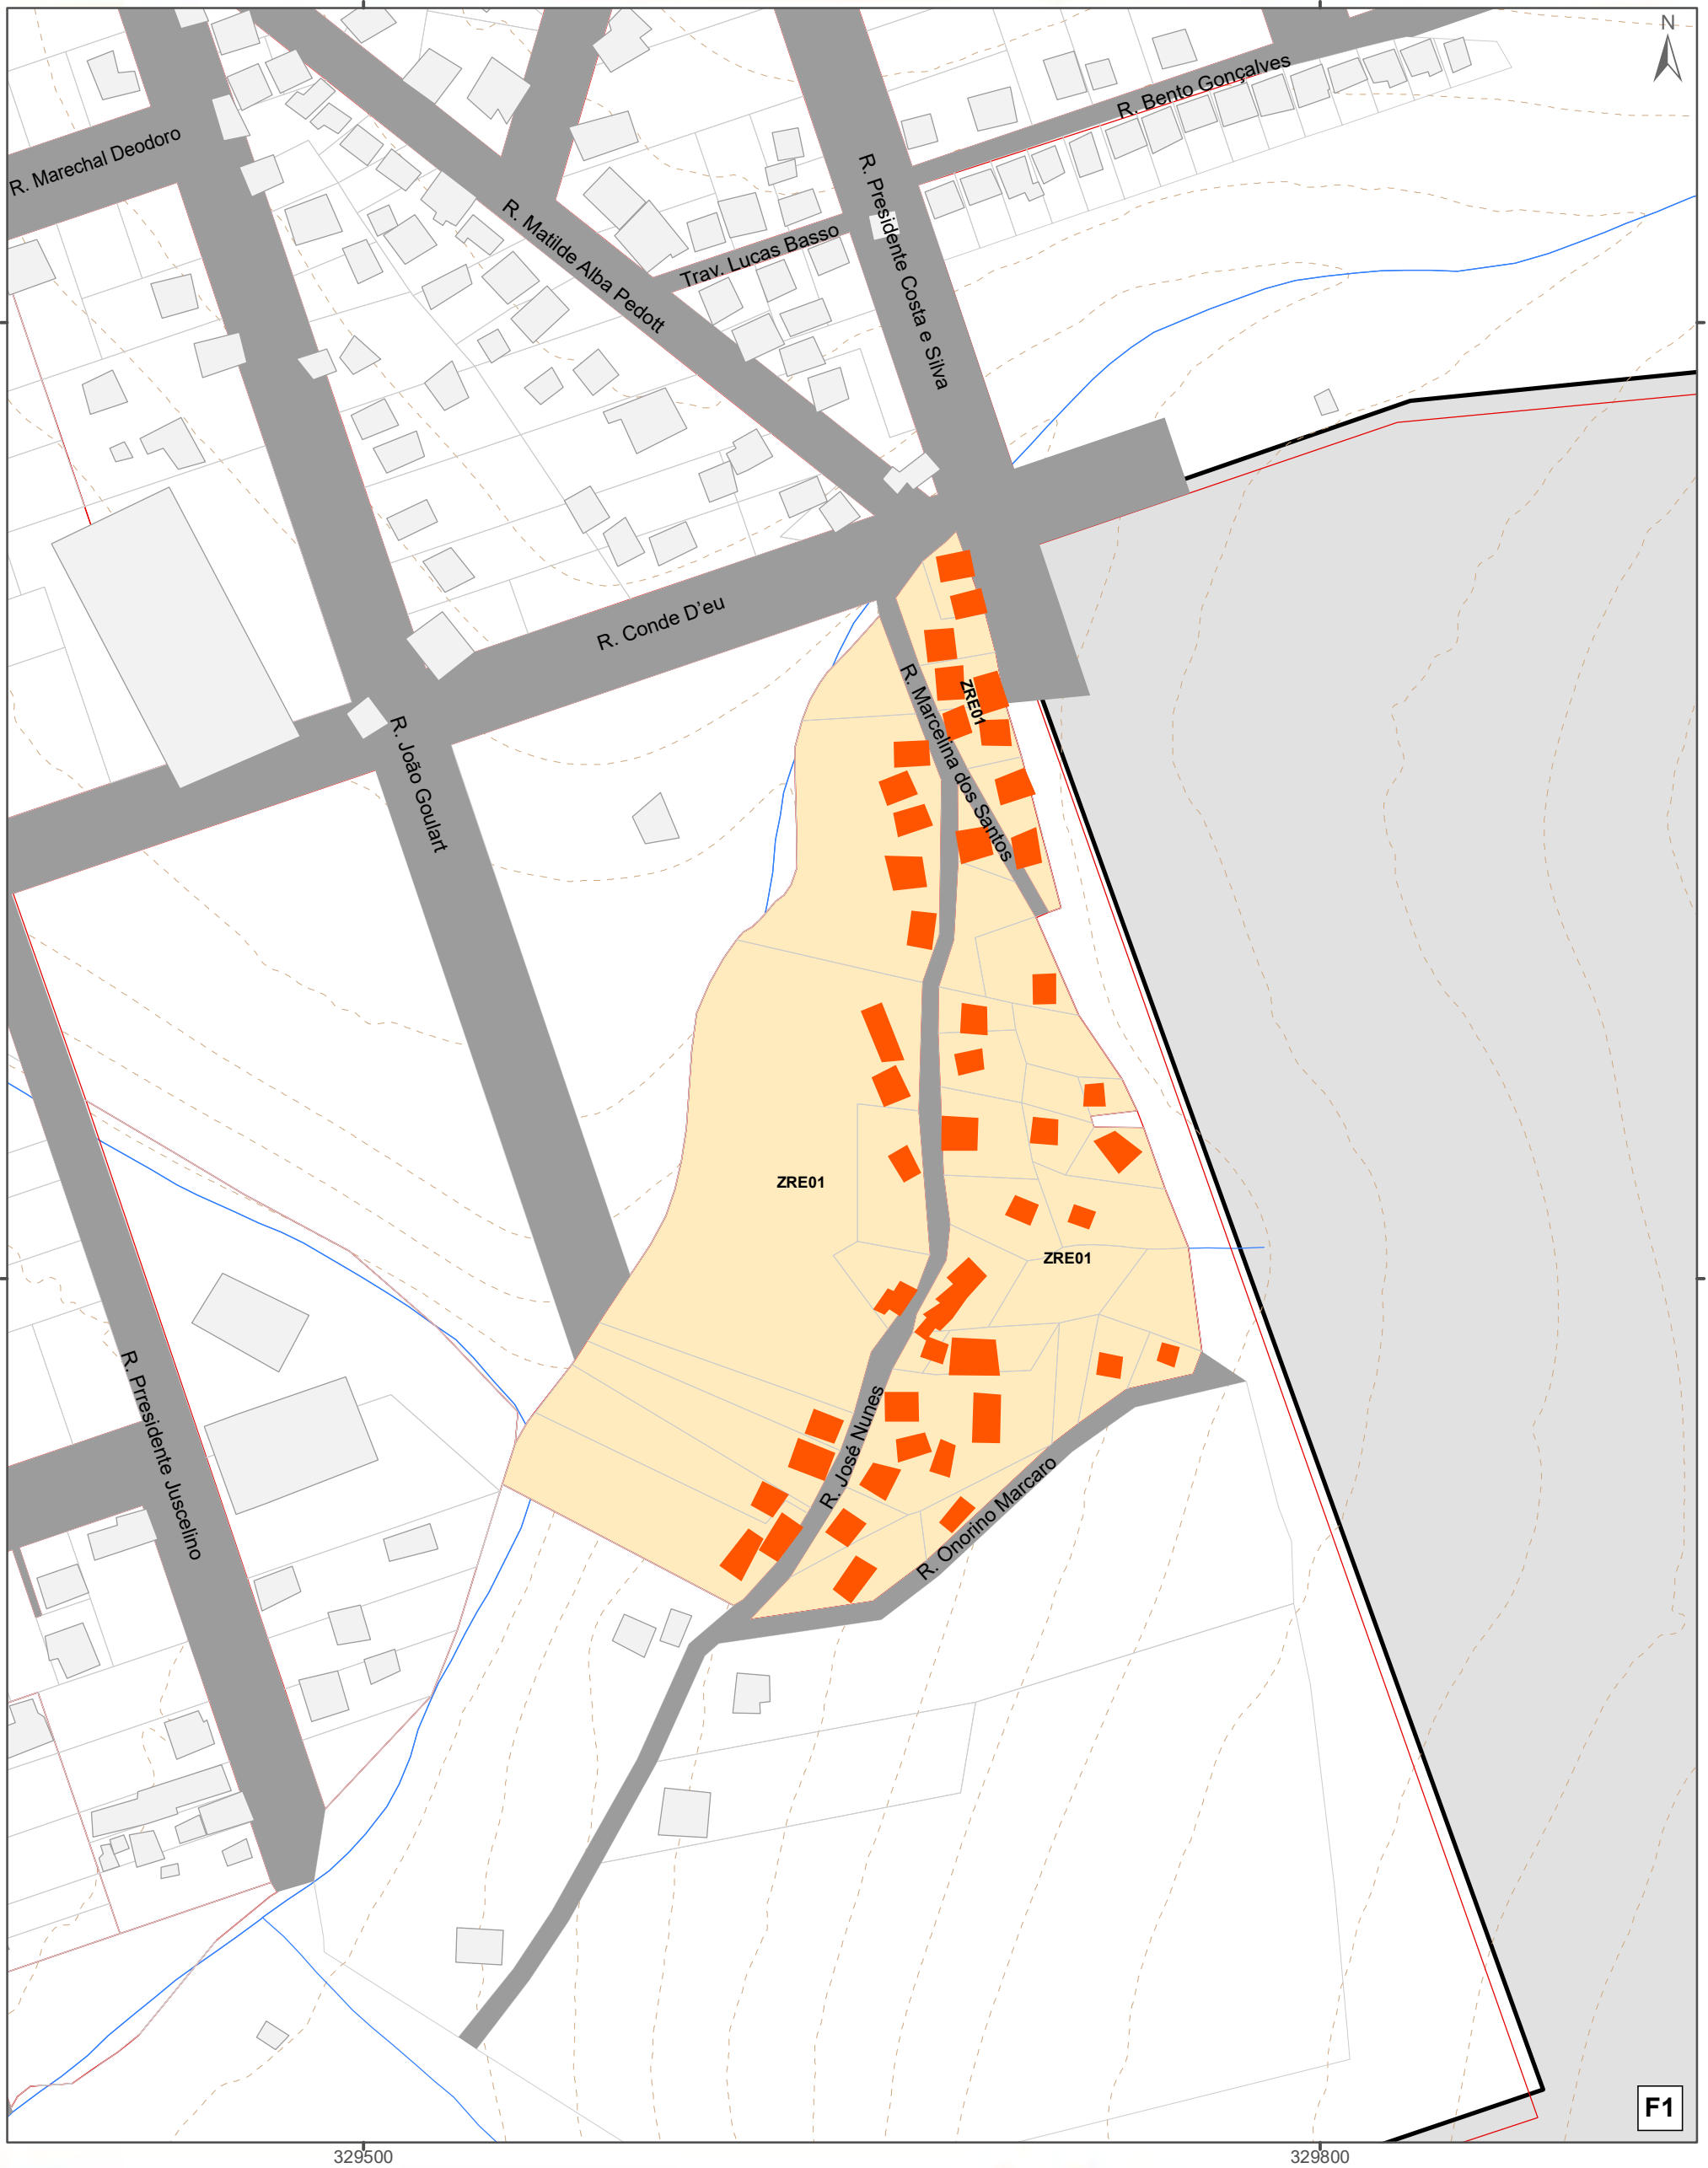 N
R. Bento Gonçalves
R. Marechal Deodoro
R. Presidente Costa e Silva
R. Matilde Alba Pedott
Trav. Lucas Basso
R. Conde D'eu
R. Marcelina dos Santos
ZRE01
R. João Goulart
ZRE01
ZRE01
R. Prresidente Juscelino
R. José Nunes
R. Onorino Marcaro
F1
329500
329800